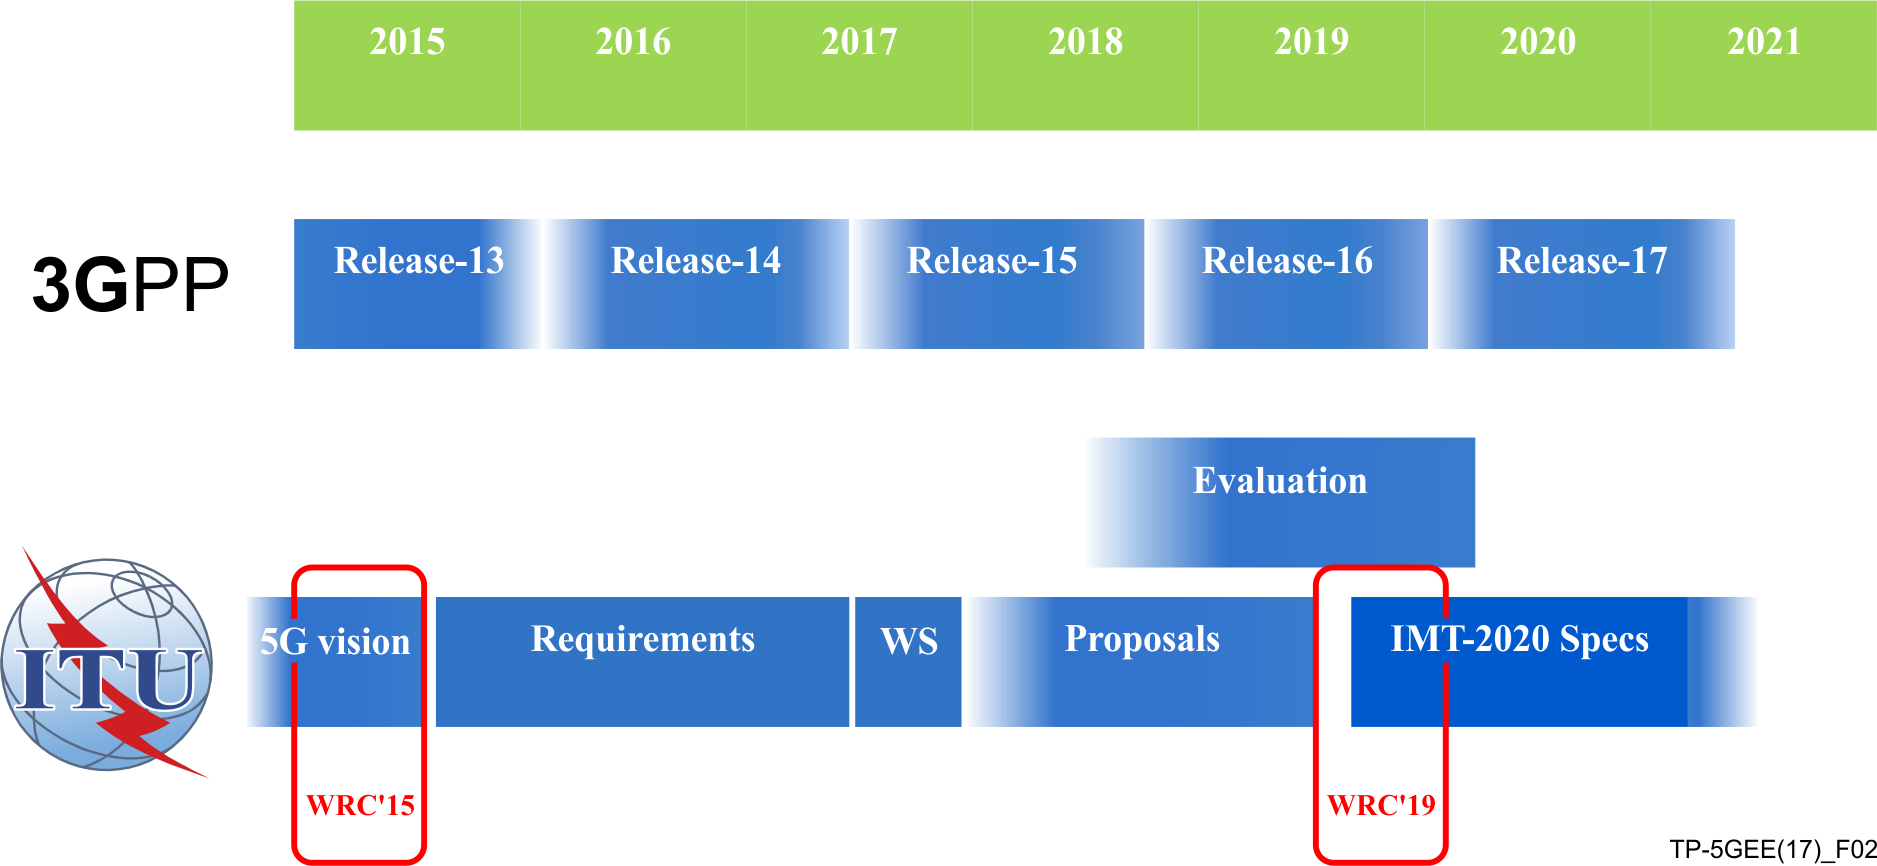 2015 2016 2017 2018 2019 2020 2021
3GPP Release-13 Release-14 Release-15 Release-16 Release-17
Evaluation
ITU 5G vision Requirements WS Proposals IMT-2020 Specs
WRC'15 WRC'19
TP-5GEE(17)_F02